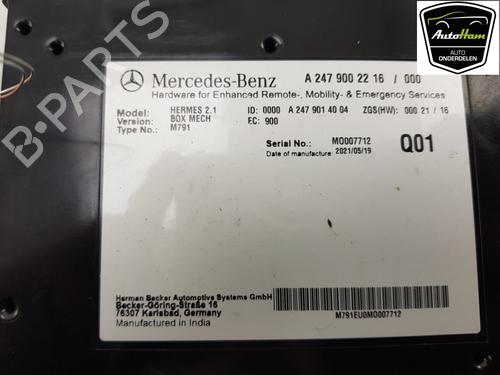 AutoHam
AUTO
ONDERDELEN
Mercedes-Benz A 247 900 22 16 / 000
Hardware for Enhanced Remote-, Mobility- & Emergency Services
Model: HERMES 2.1 ID: 0000 A 247 901 40 04 ZGS(HW): 000 21 / 16
Version: BOX MECH EC: 900
Type No.: M791
Serial No.: MO007712 Q01
Date of manufacture: 2021/05/19
B-Parts
Herman Becker Automotive Systems GmbH
Becker-Göring-Straße 16
76307 Karlsbad, Germany
Manufactured in India
M791EU0MO007712